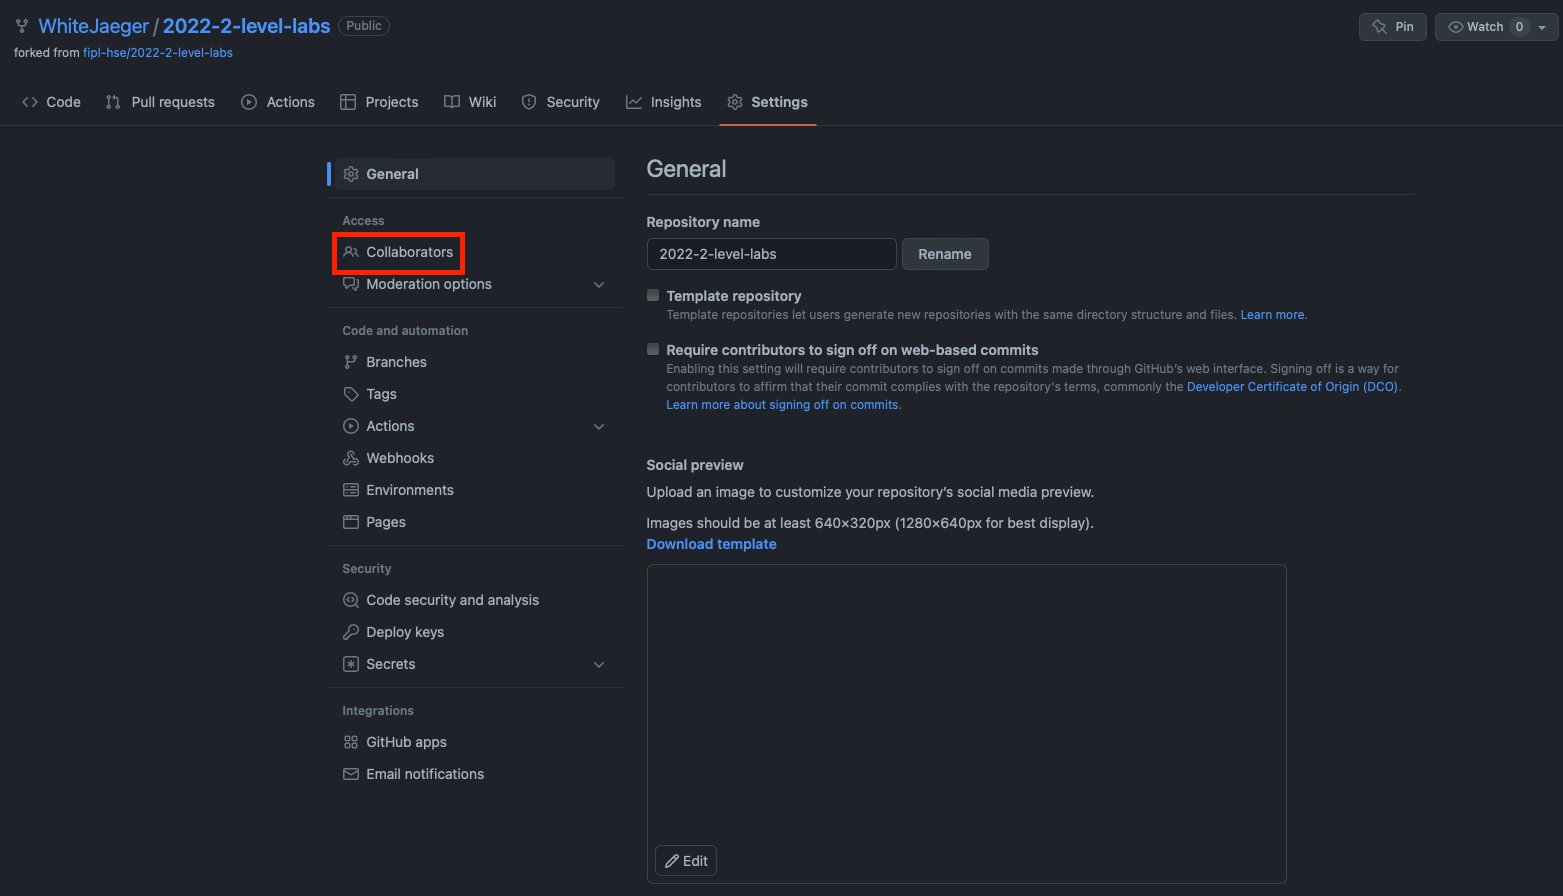 WhiteJaeger / 2022-2-level-labs Public
Pin
Watch 0
forked from fipl-hse/2022-2-level-labs
Code
Pull requests
Actions
Projects
Wiki
Security
Insights
Settings
General
Access
Collaborators
Moderation options
Code and automation
Branches
Tags
Actions
Webhooks
Environments
Pages
Security
Code security and analysis
Deploy keys
Secrets
Integrations
GitHub apps
Email notifications
General
Repository name
2022-2-level-labs
Rename
Template repository
Template repositories let users generate new repositories with the same directory structure and files. Learn more.
Require contributors to sign off on web-based commits
Enabling this setting will require contributors to sign off on commits made through GitHub's web interface. Signing off is a way for
contributors to affirm that their commit complies with the repository's terms, commonly the Developer Certificate of Origin (DCO).
Learn more about signing off on commits.
Social preview
Upload an image to customize your repository's social media preview.
Images should be at least 640×320px (1280×640px for best display).
Download template
Edit